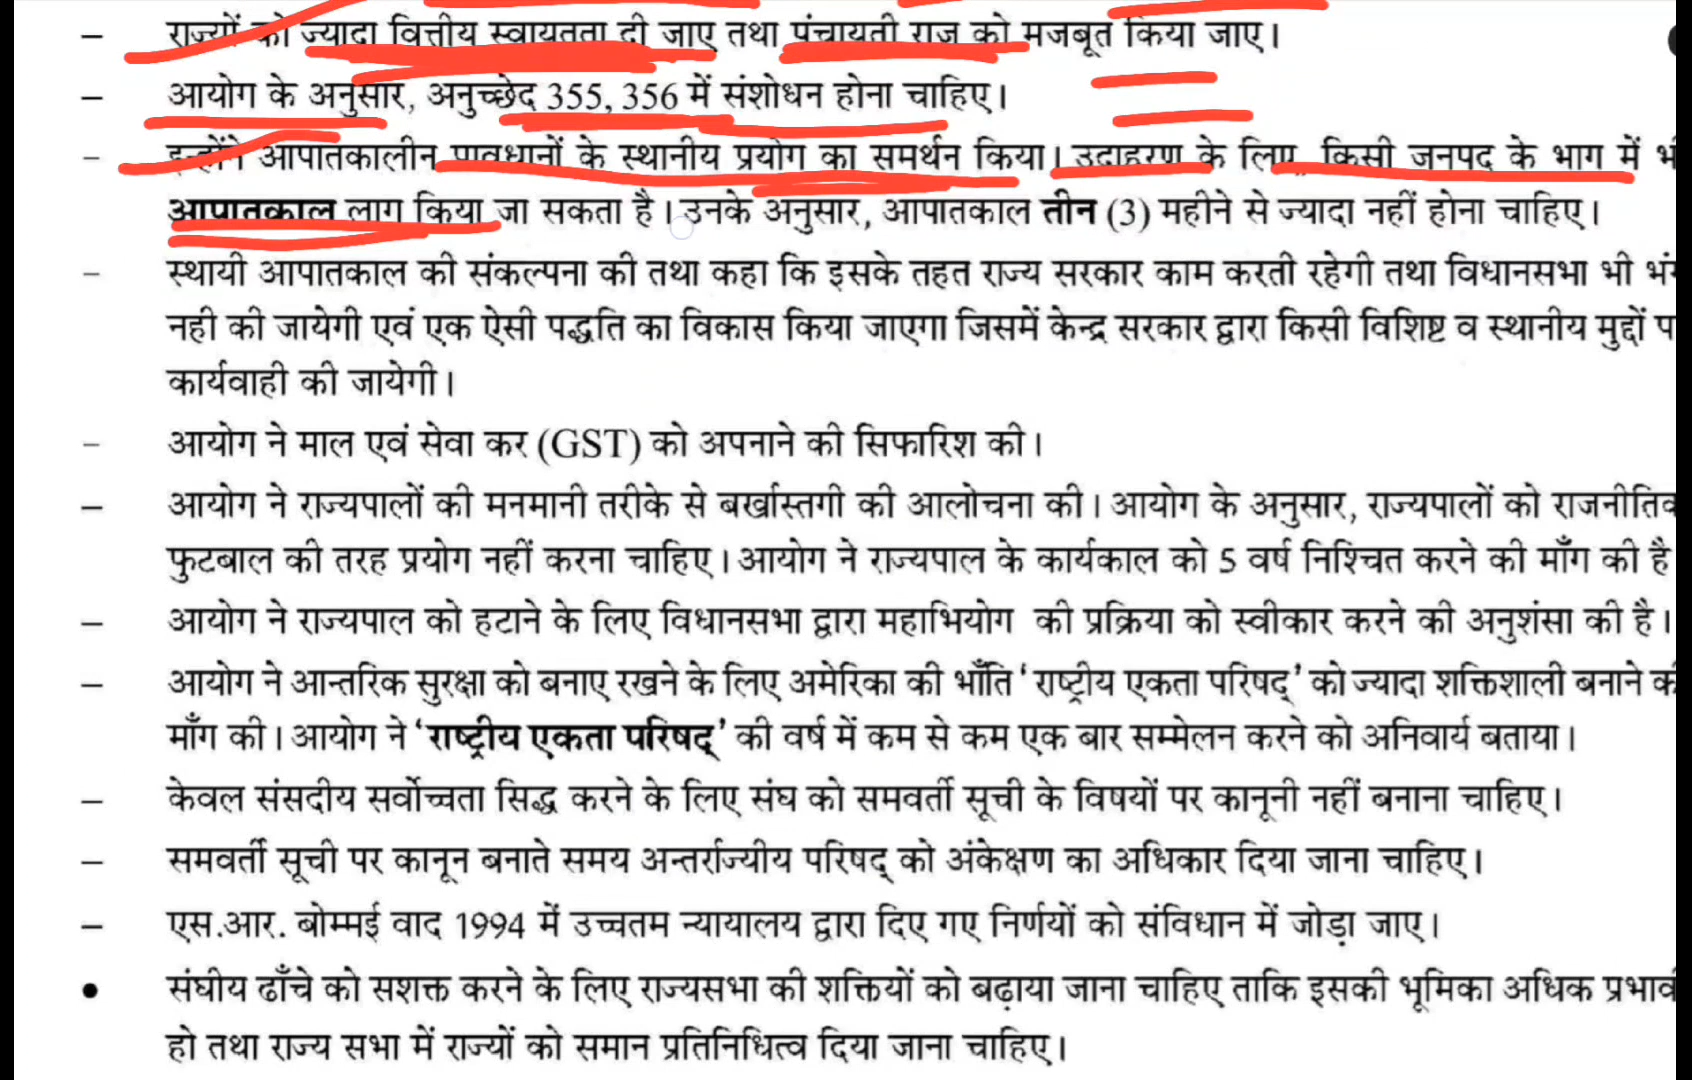 – राज्यों को ज्यादा वित्तीय स्वायतता दी जाए तथा पंचायती राज को मजबूत किया जाए।
– आयोग के अनुसार, अनुच्छेद 355, 356 में संशोधन होना चाहिए।
– इन्होंने आपातकालीन प्रावधानों के स्थानीय प्रयोग का समर्थन किया। उदाहरण के लिए, किसी जनपद के भाग में
आपातकाल लागू किया जा सकता है। उनके अनुसार, आपातकाल तीन (3) महीने से ज्यादा नहीं होना चाहिए।
– स्थायी आपातकाल की संकल्पना की तथा कहा कि इसके तहत राज्य सरकार काम करती रहेगी तथा विधानसभा भी
नही की जायेगी एवं एक ऐसी पद्धति का विकास किया जाएगा जिसमें केन्द्र सरकार द्वारा किसी विशिष्ट व स्थानीय मुद्दों
कार्यवाही की जायेगी।
– आयोग ने माल एवं सेवा कर (GST) को अपनाने की सिफारिश की।
– आयोग ने राज्यपालों की मनमानी तरीके से बर्खास्तगी की आलोचना की। आयोग के अनुसार, राज्यपालों को राजनीतिक
फुटबाल की तरह प्रयोग नहीं करना चाहिए। आयोग ने राज्यपाल के कार्यकाल को 5 वर्ष निश्चित करने की माँग की है
– आयोग ने राज्यपाल को हटाने के लिए विधानसभा द्वारा महाभियोग की प्रक्रिया को स्वीकार करने की अनुशंसा की है।
– आयोग ने आन्तरिक सुरक्षा को बनाए रखने के लिए अमेरिका की भाँति ‘राष्ट्रीय एकता परिषद्’ को ज्यादा शक्तिशाली बनाने
माँग की। आयोग ने ‘राष्ट्रीय एकता परिषद्’ की वर्ष में कम से कम एक बार सम्मेलन करने को अनिवार्य बताया।
– केवल संसदीय सर्वोच्चता सिद्ध करने के लिए संघ को समवर्ती सूची के विषयों पर कानूनी नहीं बनाना चाहिए।
– समवर्ती सूची पर कानून बनाते समय अन्तर्राज्यीय परिषद् को अंकेक्षण का अधिकार दिया जाना चाहिए।
– एस.आर. बोम्मई वाद 1994 में उच्चतम न्यायालय द्वारा दिए गए निर्णयों को संविधान में जोड़ा जाए।
• संघीय ढाँचे को सशक्त करने के लिए राज्यसभा की शक्तियों को बढ़ाया जाना चाहिए ताकि इसकी भूमिका अधिक
हो तथा राज्य सभा में राज्यों को समान प्रतिनिधित्व दिया जाना चाहिए।